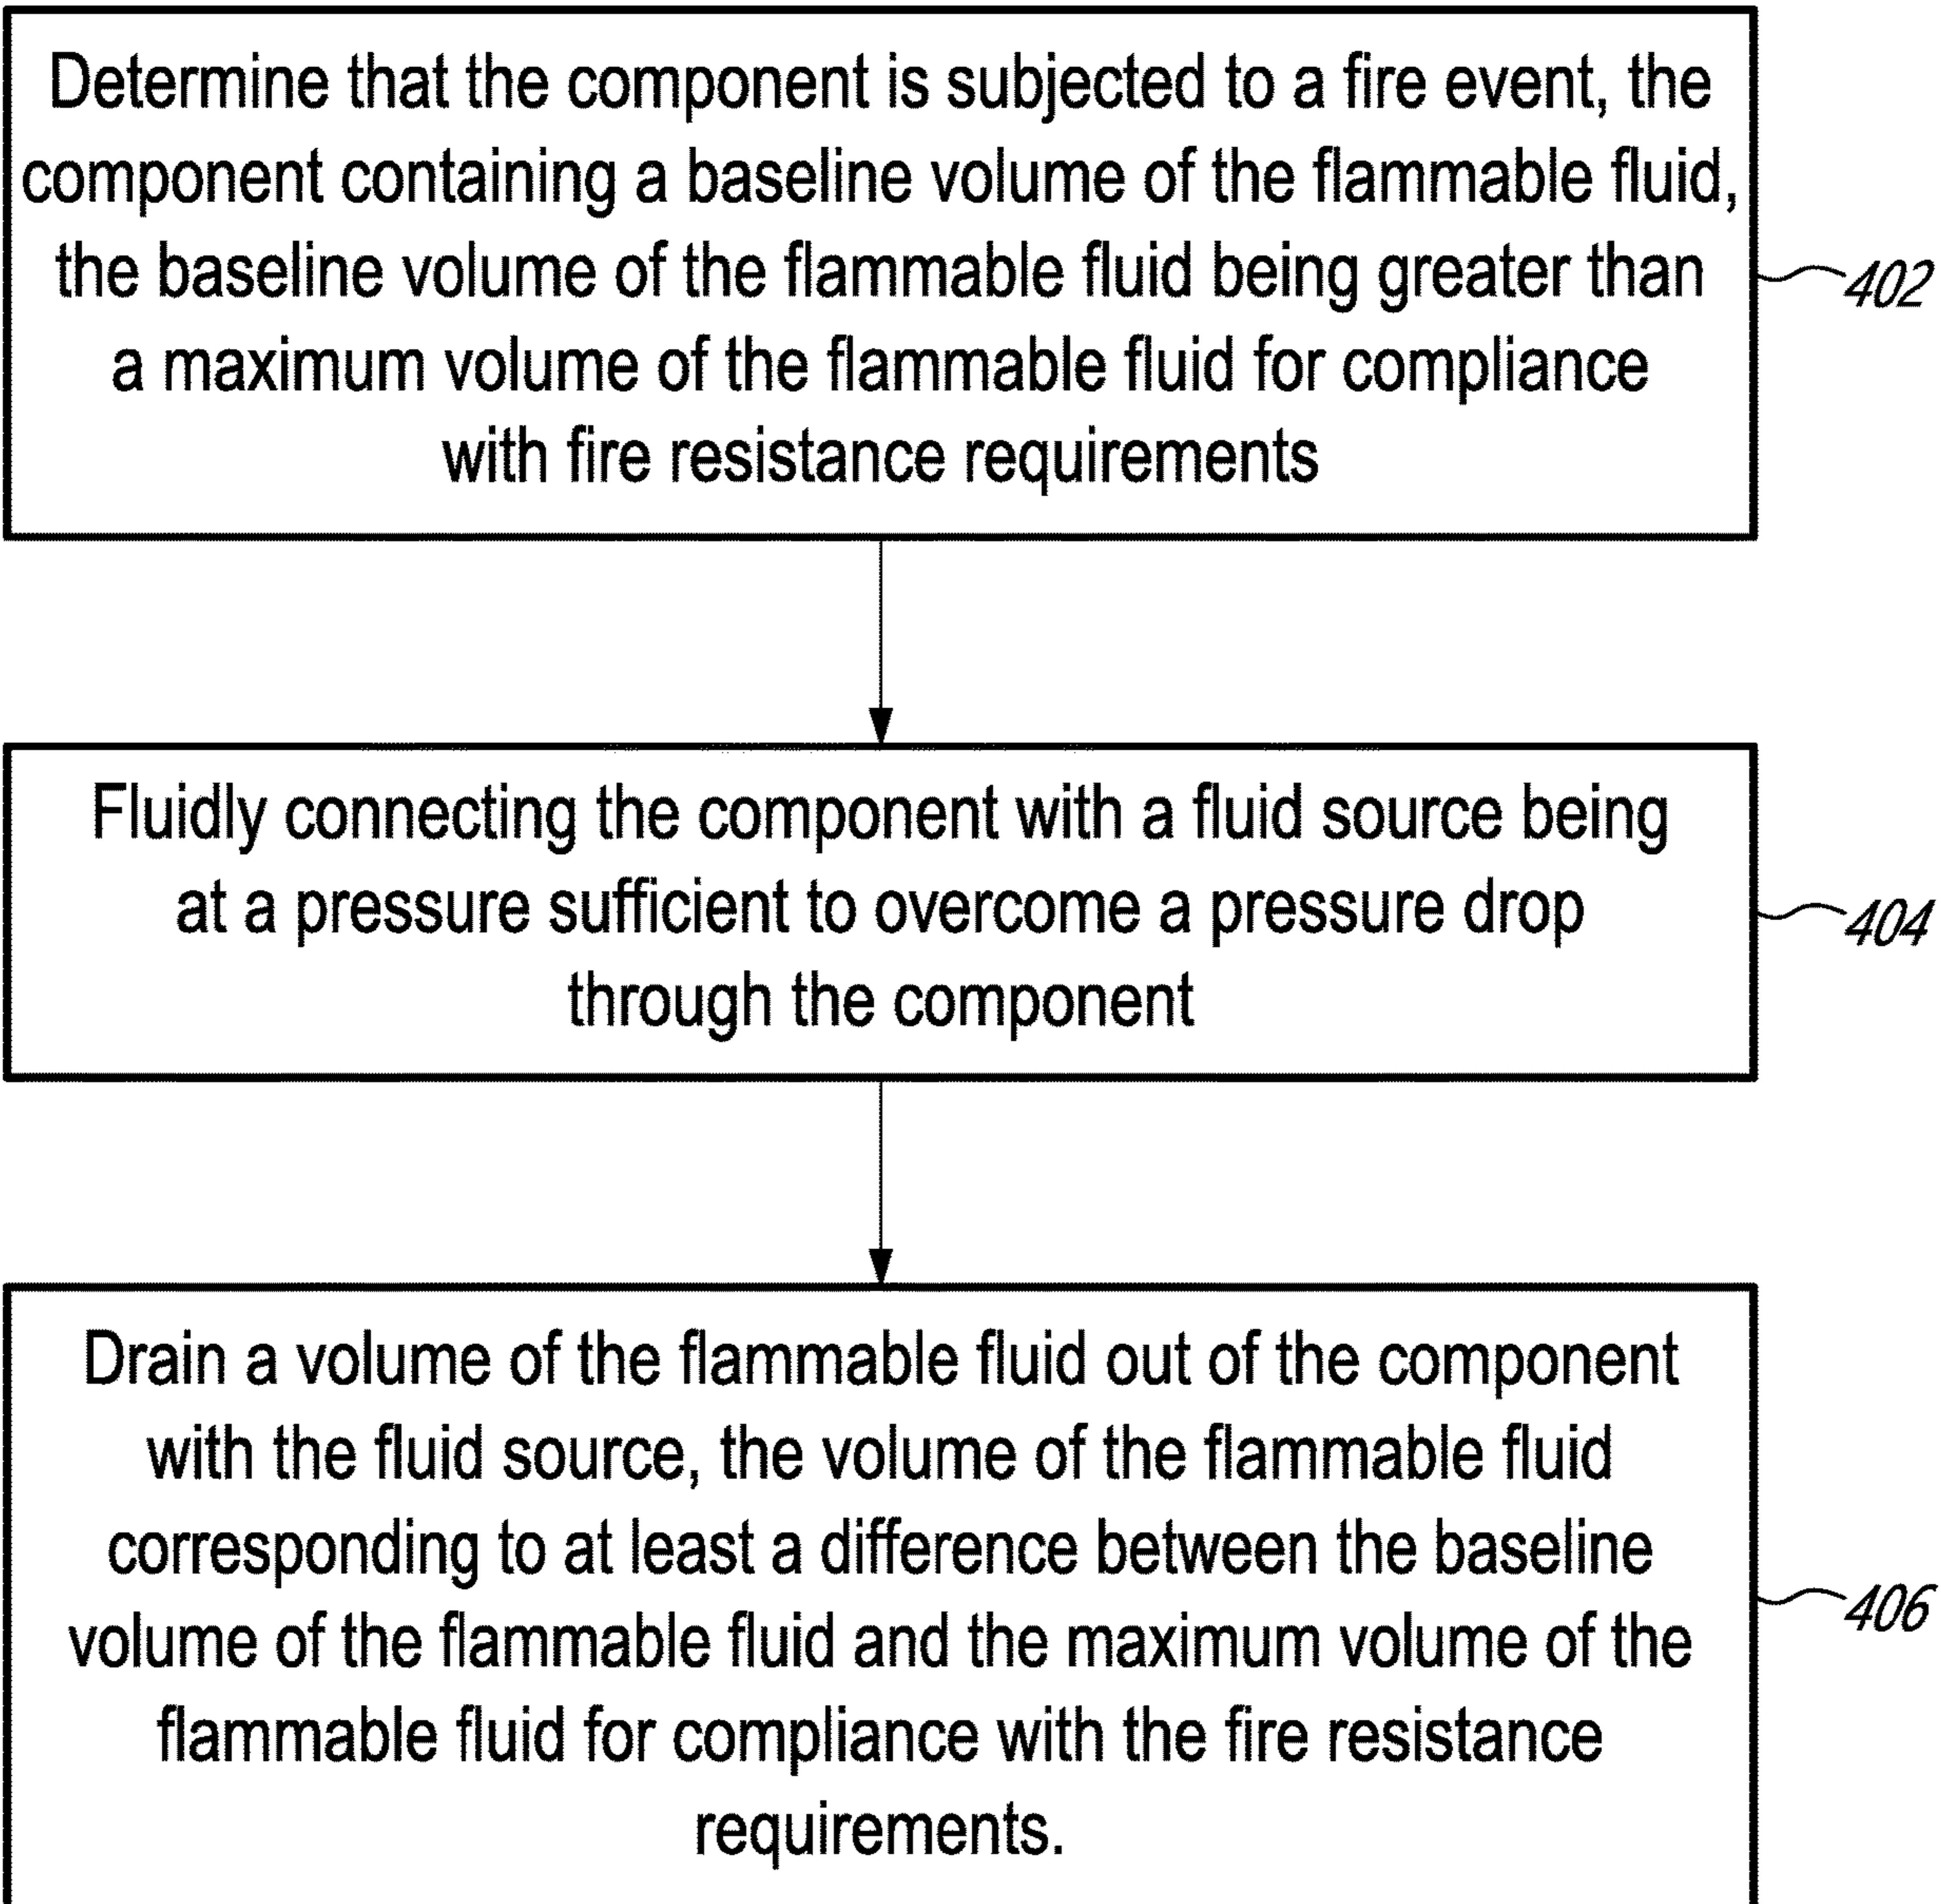 Determine that the component is subjected to a fire event, the
component containing a baseline volume of the flammable fluid,
the baseline volume of the flammable fluid being greater than
a maximum volume of the flammable fluid for compliance
with fire resistance requirements
402
Fluidly connecting the component with a fluid source being
at a pressure sufficient to overcome a pressure drop
through the component
404
Drain a volume of the flammable fluid out of the component
with the fluid source, the volume of the flammable fluid
corresponding to at least a difference between the baseline
volume of the flammable fluid and the maximum volume of the
flammable fluid for compliance with the fire resistance
requirements.
406